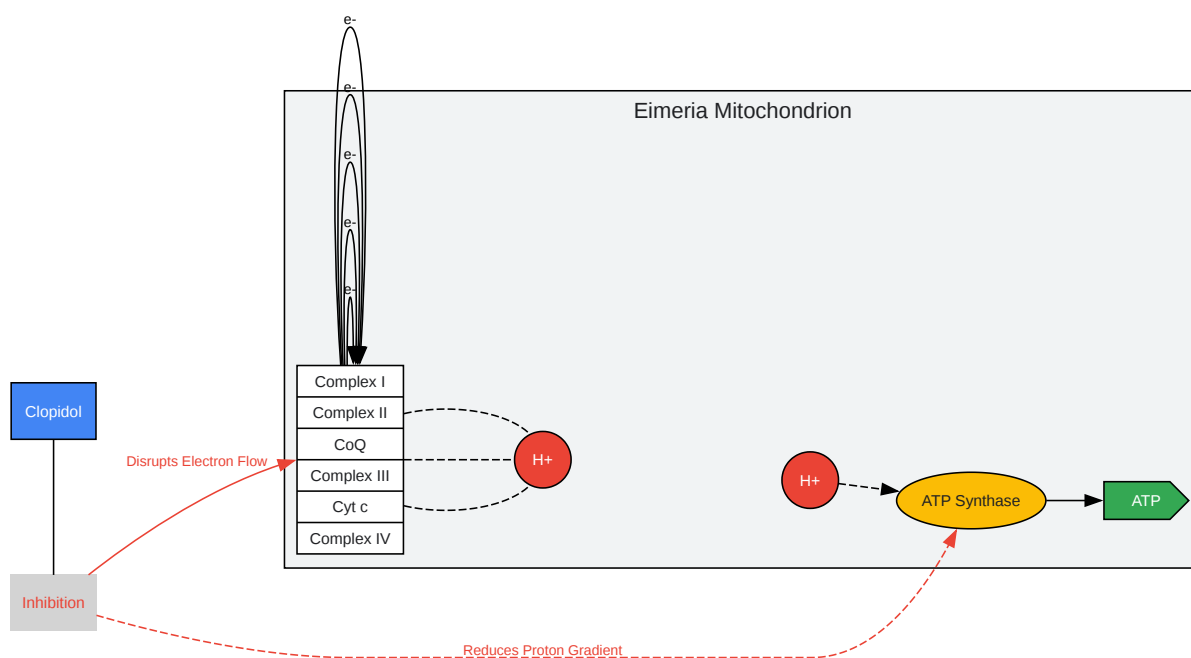 e-
e-
e-
e-
e-
Eimeria Mitochondrion
Complex I
Complex II
CoQ
Complex III
Cyt c
Complex IV
Clopidol
Disrupts Electron Flow
H+
H+
ATP Synthase
ATP
Inhibition
Reduces Proton Gradient